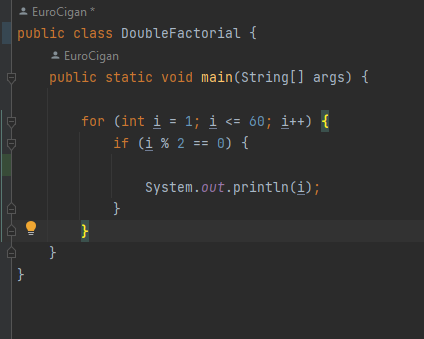 EuroCigan *
public class DoubleFactorial {
EuroCigan
public static void main(String[] args) {
for (int i = 1; i <= 60; i++) {
if (i % 2 == 0) {
System.out.println(i);
}
}
}
}